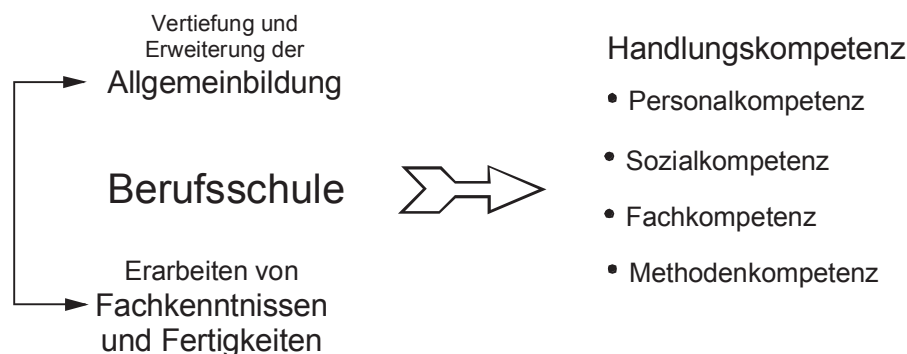 Vertiefung und
Erweiterung der
Allgemeinbildung
Berufsschule
Erarbeiten von
Fachkenntnissen
und Fertigkeiten
Handlungskompetenz
• Personalkompetenz
• Sozialkompetenz
• Fachkompetenz
• Methodenkompetenz